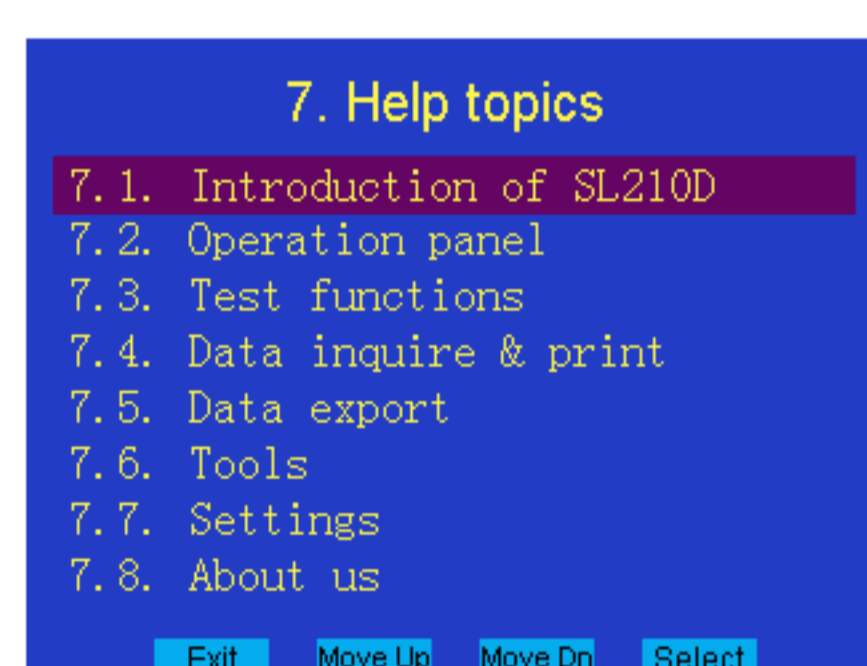 7. Help topics
7.1. Introduction of SL210D
7.2. Operation panel
7.3. Test functions
7.4. Data inquire & print
7.5. Data export
7.6. Tools
7.7. Settings
7.8. About us
Exit Move Up Move Dn Select